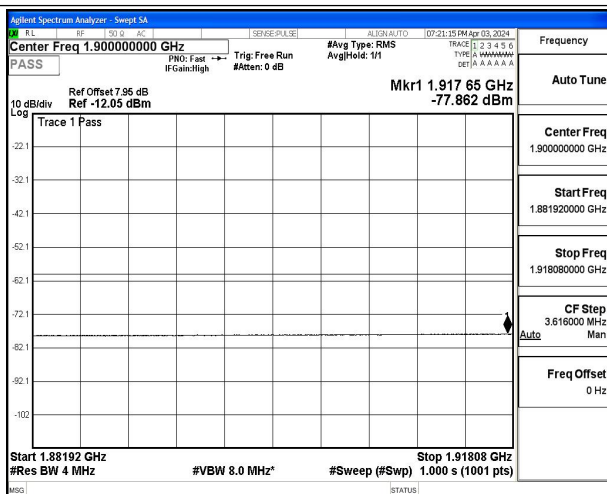 Agilent Spectrum Analyzer - Swept SA
RL RF 50 Ω AC SENSE:PULSE ALIGN AUTO 07:21:15 PM Apr 03, 2024
Center Freq 1.900000000 GHz
PASS
PNO: Fast
IFGain:High
Trig: Free Run
#Atten: 0 dB
#Avg Type: RMS
Avg|Hold: 1/1
TRACE 1 2 3 4 5 6
TYPE A WWWWW
DET A A A A A A
Ref Offset 7.95 dB
Ref -12.05 dBm
10 dB/div
Log
Mkr1 1.917 65 GHz
-77.862 dBm
Trace 1 Pass
-22.1
-32.1
-42.1
-52.1
-62.1
-72.1
-82.1
-92.1
-102
1
Start 1.88192 GHz
Stop 1.91808 GHz
#Res BW 4 MHz
#VBW 8.0 MHz*
#Sweep (#Swp) 1.000 s (1001 pts)
MSG
STATUS
Frequency
Auto Tune
Center Freq
1.900000000 GHz
Start Freq
1.881920000 GHz
Stop Freq
1.918080000 GHz
CF Step
3.616000 MHz
Auto Man
Freq Offset
0 Hz